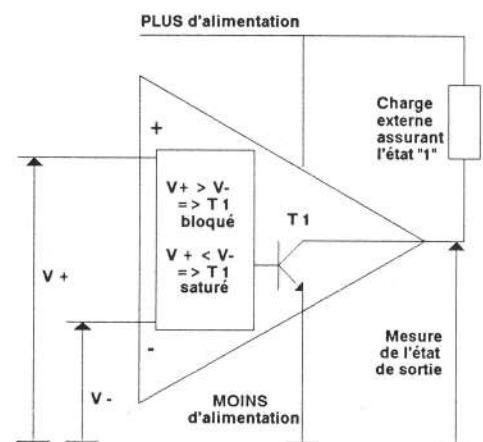 PLUS d'alimentation
Charge
externe
assurant
l'état "1"
+
V+ > V-
=> T 1
bloqué
V + < V-
=> T 1
saturé
T 1
V +
-
V -
MOINS
d'alimentation
Mesure
de l'état
de sortie